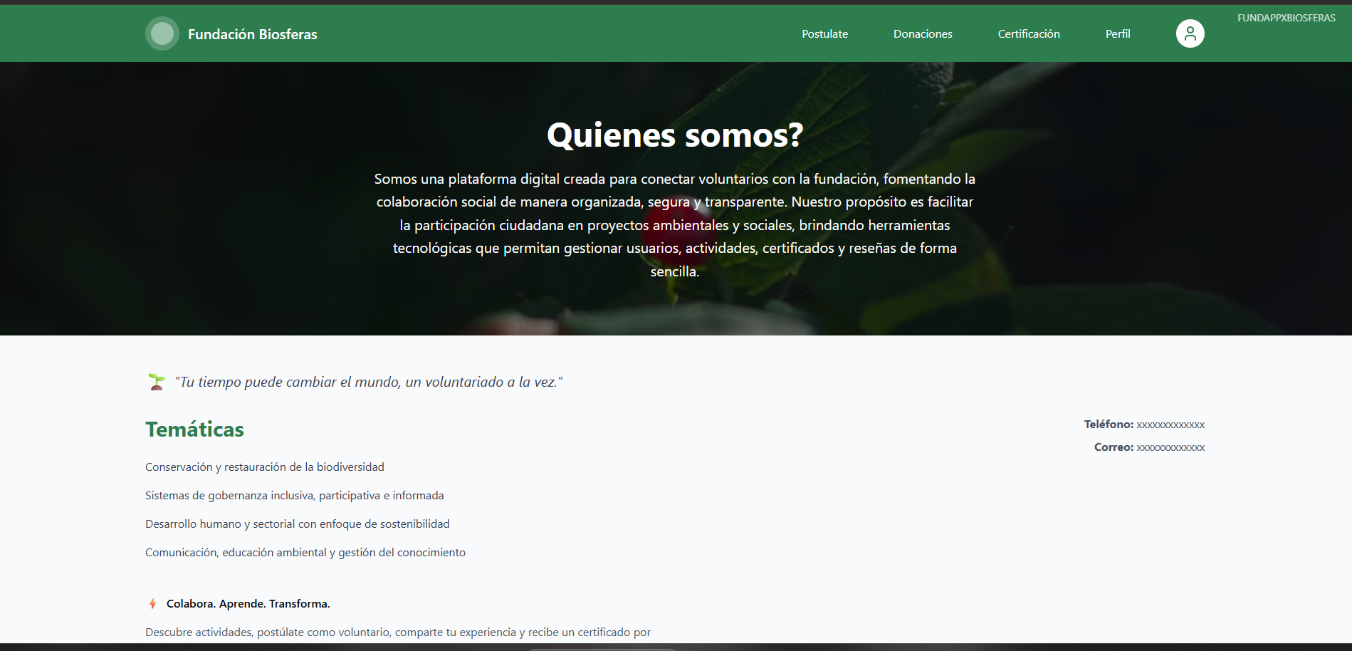 Fundación Biosferas
Postulate
Donaciones
Certificación
Perfil
FUNDAPPXBIOSFERAS
Quienes somos?
Somos una plataforma digital creada para conectar voluntarios con la fundación, fomentando la
colaboración social de manera organizada, segura y transparente. Nuestro propósito es facilitar
la participación ciudadana en proyectos ambientales y sociales, brindando herramientas
tecnológicas que permitan gestionar usuarios, actividades, certificados y reseñas de forma
sencilla.
"Tu tiempo puede cambiar el mundo, un voluntariado a la vez."
Temáticas
Conservación y restauración de la biodiversidad
Sistemas de gobernanza inclusiva, participativa e informada
Desarrollo humano y sectorial con enfoque de sostenibilidad
Comunicación, educación ambiental y gestión del conocimiento
Teléfono: xxxxxxxxxxxxx
Correo: xxxxxxxxxxxxx
Colabora. Aprende. Transforma.
Descubre actividades, postúlate como voluntario, comparte tu experiencia y recibe un certificado por